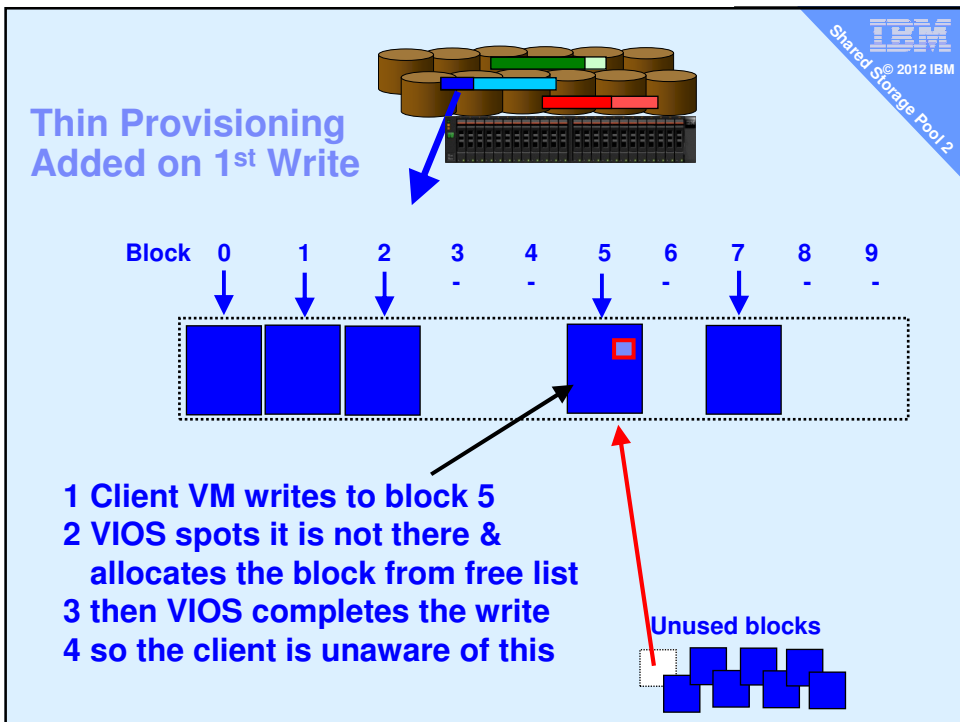 IBM
© 2012 IBM
Shared Storage Pool 2
Thin Provisioning
Added on 1st Write
Block 0 1 2 3 4 5 6 7 8 9
- - - - -
1 Client VM writes to block 5
2 VIOS spots it is not there &
allocates the block from free list
3 then VIOS completes the write
4 so the client is unaware of this
Unused blocks